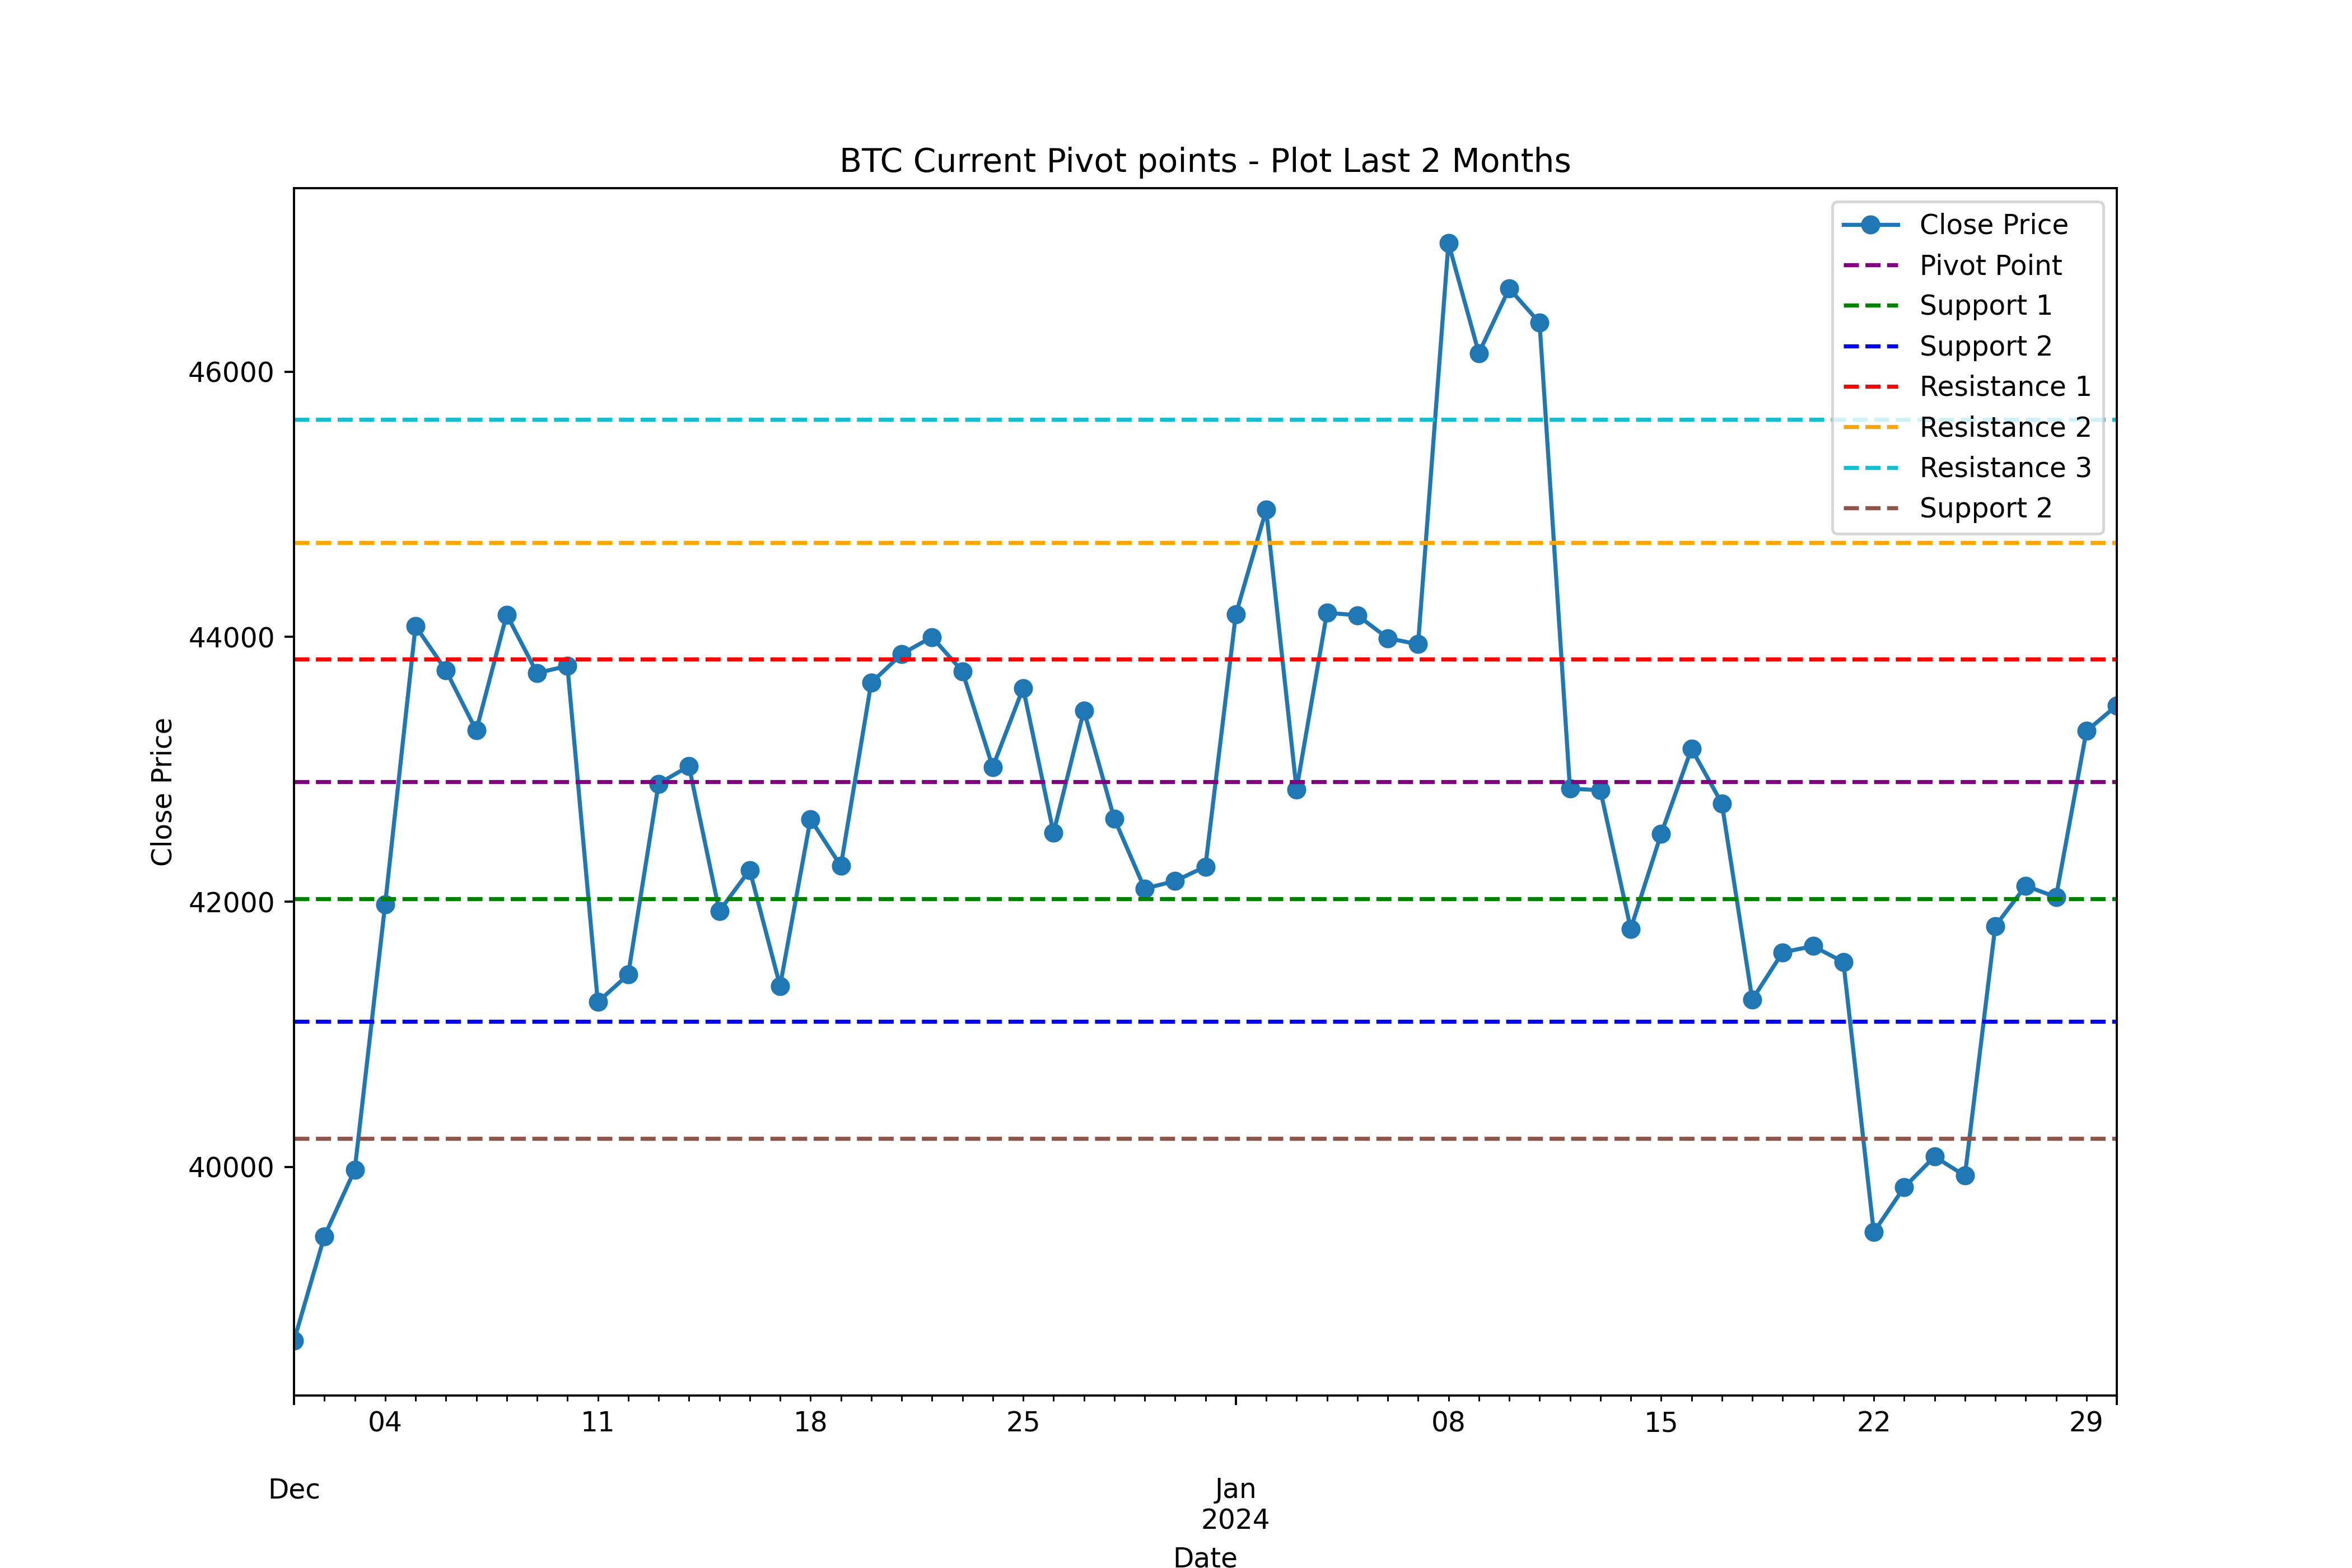 BTC Current Pivot points - Plot Last 2 Months
Close Price
Pivot Point
Support 1
Support 2
Resistance 1
Resistance 2
Resistance 3
Support 2
46000
44000
42000
40000
Close Price
04 11 18 25 08 15 22 29
Dec Jan
2024
Date